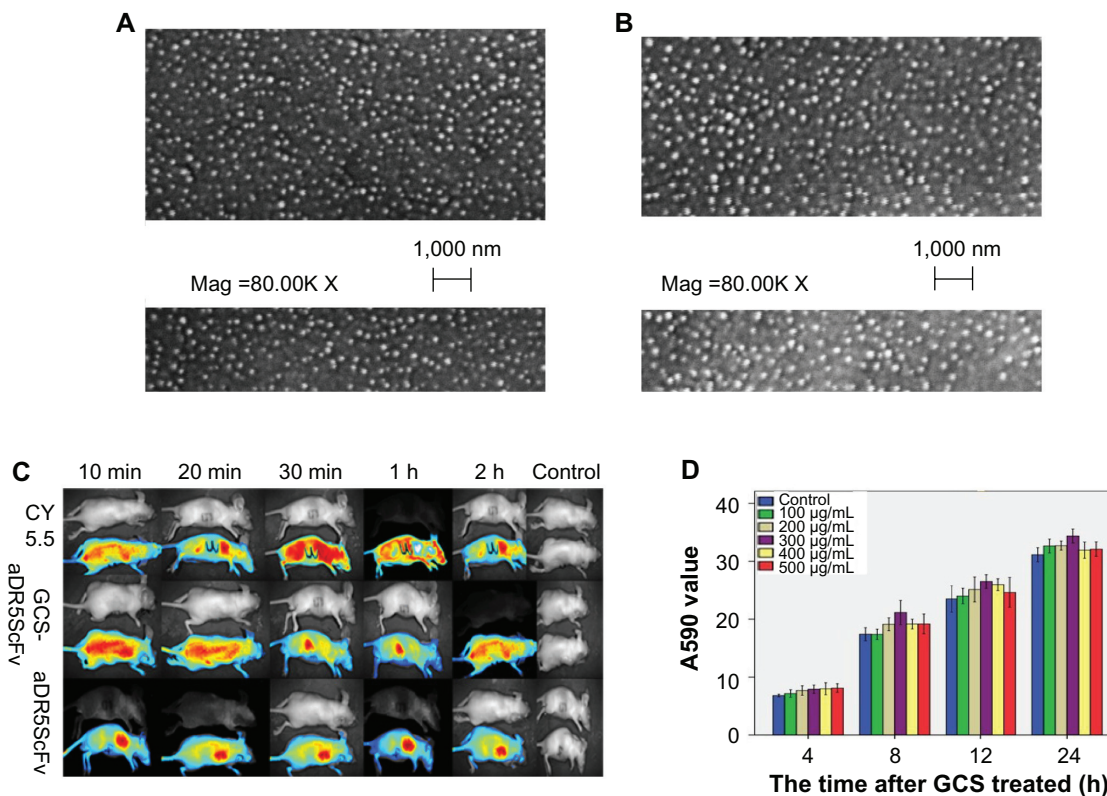 A
B
1,000 nm
Mag =80.00K X
1,000 nm
Mag =80.00K X
C
10 min 20 min 30 min 1 h 2 h Control
CY
5.5
GCS-
aDR5ScFv
aDR5ScFv
D
A590 value
40
30
20
10
0
Control
100 µg/mL
200 µg/mL
300 µg/mL
400 µg/mL
500 µg/mL
4 8 12 24
The time after GCS treated (h)